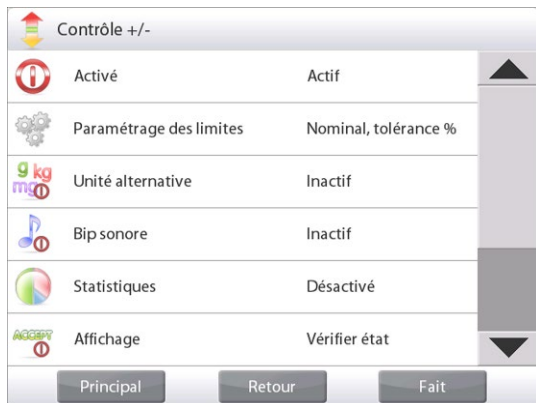 Contrôle +/-
Activé Actif
Paramétrage des limites Nominal, tolérance %
g kg mg
Unité alternative Inactif
Bip sonore Inactif
Statistiques Désactivé
ACCEPT
Affichage Vérifier état
Principal Retour Fait